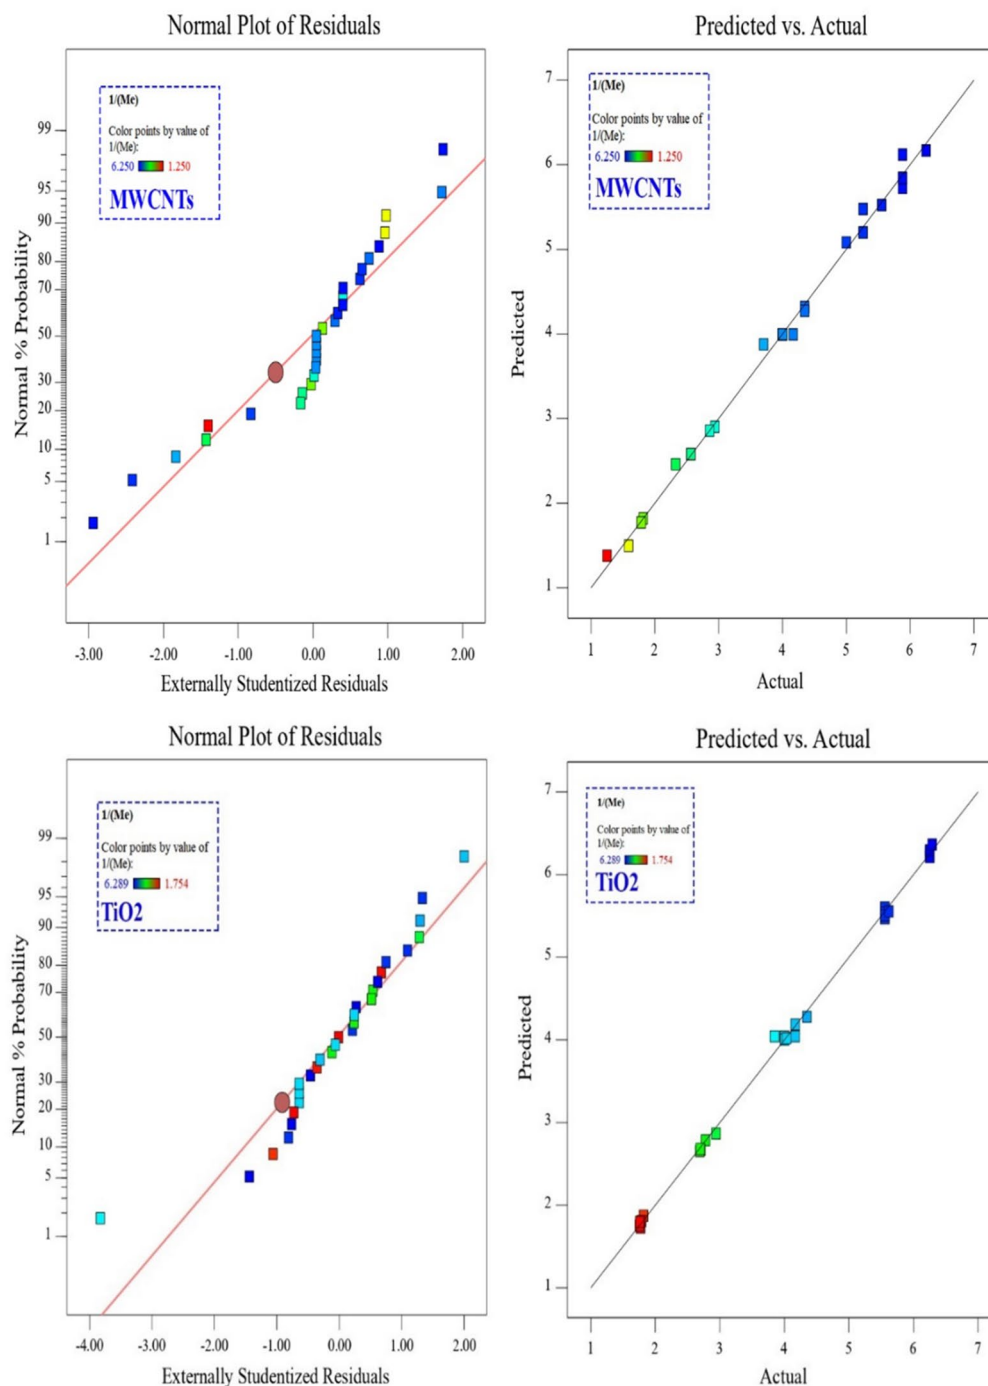 Normal Plot of Residuals
1/(Me)
Color points by value of
1/(Me):
6.250 1.250
MWCNTs
Normal % Probability
99
95
90
80
70
50
30
20
10
5
1
-3.00 -2.00 -1.00 0.00 1.00 2.00
Externally Studentized Residuals
Predicted vs. Actual
1/(Me)
Color points by value of
1/(Me):
6.250 1.250
MWCNTs
Predicted
7
6
5
4
3
2
1
1 2 3 4 5 6 7
Actual
Normal Plot of Residuals
1/(Me)
Color points by value of
1/(Me):
6.289 1.754
TiO2
Normal % Probability
99
95
90
80
70
50
30
20
10
5
1
-4.00 -3.00 -2.00 -1.00 0.00 1.00 2.00
Externally Studentized Residuals
Predicted vs. Actual
1/(Me)
Color points by value of
1/(Me):
6.289 1.754
TiO2
Predicted
7
6
5
4
3
2
1
1 2 3 4 5 6 7
Actual